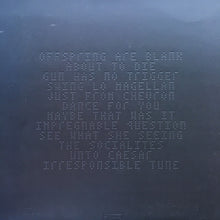 OFFSPRING ARE BLANK
ABOUT TO DIE
GUN HAS NO TRIGGER
SWING LO MAGELLAN
JUST FROM CHEVRON
DANCE FOR YOU
MAYBE THAT WAS IT
IMPREGNABLE QUESTION
SEE WHAT SHE SEEING
THE SOCIALITES
UNTO CAESAR
IRRESPONSIBLE TUNE